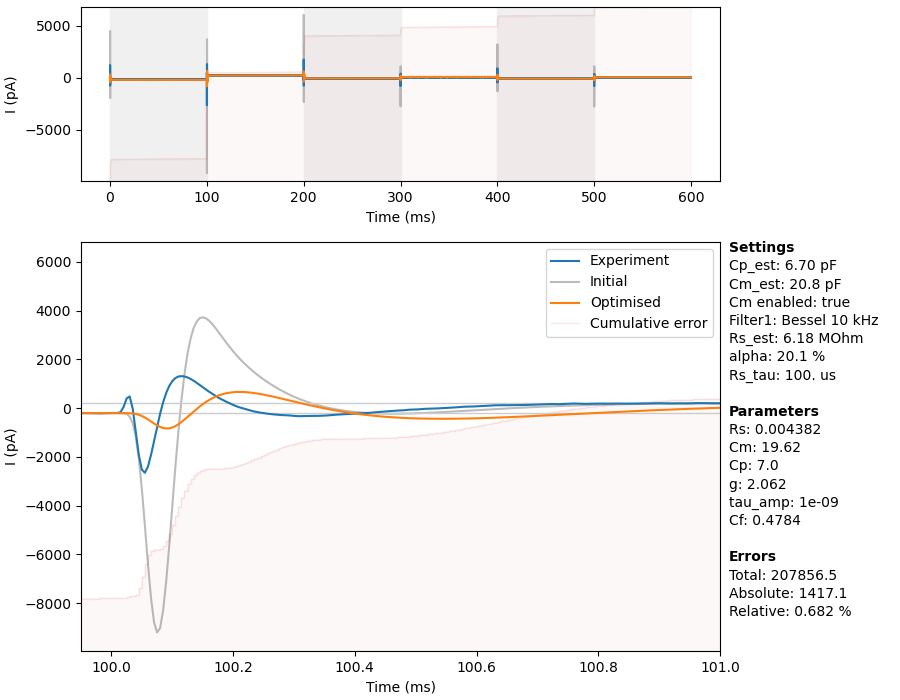 5000
0
−5000
I (pA)
0 100 200 300 400 500 600
Time (ms)
6000
4000
2000
0
−2000
−4000
−6000
−8000
I (pA)
100.0 100.2 100.4 100.6 100.8 101.0
Time (ms)
Experiment
Initial
Optimised
Cumulative error
Settings
Cp_est: 6.70 pF
Cm_est: 20.8 pF
Cm enabled: true
Filter1: Bessel 10 kHz
Rs_est: 6.18 MOhm
alpha: 20.1 %
Rs_tau: 100. us
Parameters
Rs: 0.004382
Cm: 19.62
Cp: 7.0
g: 2.062
tau_amp: 1e-09
Cf: 0.4784
Errors
Total: 207856.5
Absolute: 1417.1
Relative: 0.682 %